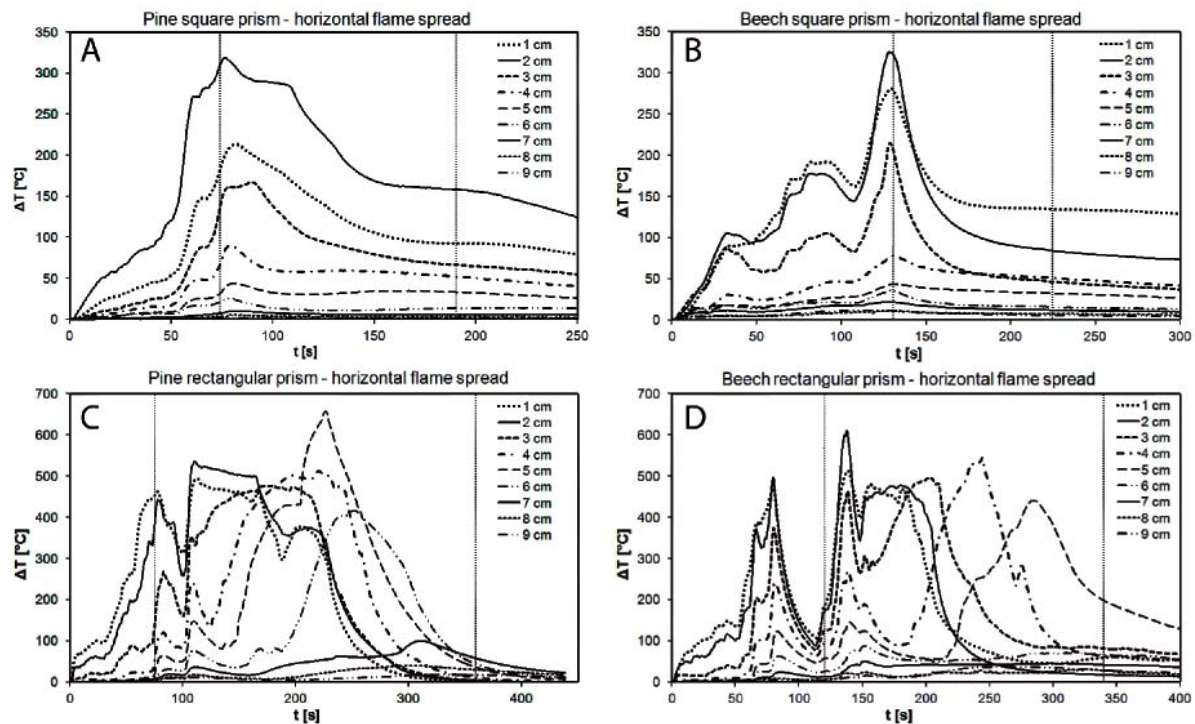 Pine square prism - horizontal flame spread
A
350
300
250
200
150
100
50
0
ΔT [°C]
0 50 100 150 200 250
t [s]
1 cm
2 cm
3 cm
4 cm
5 cm
6 cm
7 cm
8 cm
9 cm
Beech square prism - horizontal flame spread
B
350
300
250
200
150
100
50
0
ΔT [°C]
0 50 100 150 200 250 300
t [s]
1 cm
2 cm
3 cm
4 cm
5 cm
6 cm
7 cm
8 cm
9 cm
Pine rectangular prism - horizontal flame spread
C
700
600
500
400
300
200
100
0
ΔT [°C]
0 100 200 300 400
t [s]
1 cm
2 cm
3 cm
4 cm
5 cm
6 cm
7 cm
8 cm
9 cm
Beech rectangular prism - horizontal flame spread
D
700
600
500
400
300
200
100
0
ΔT [°C]
0 50 100 150 200 250 300 350 400
t [s]
1 cm
2 cm
3 cm
4 cm
5 cm
6 cm
7 cm
8 cm
9 cm